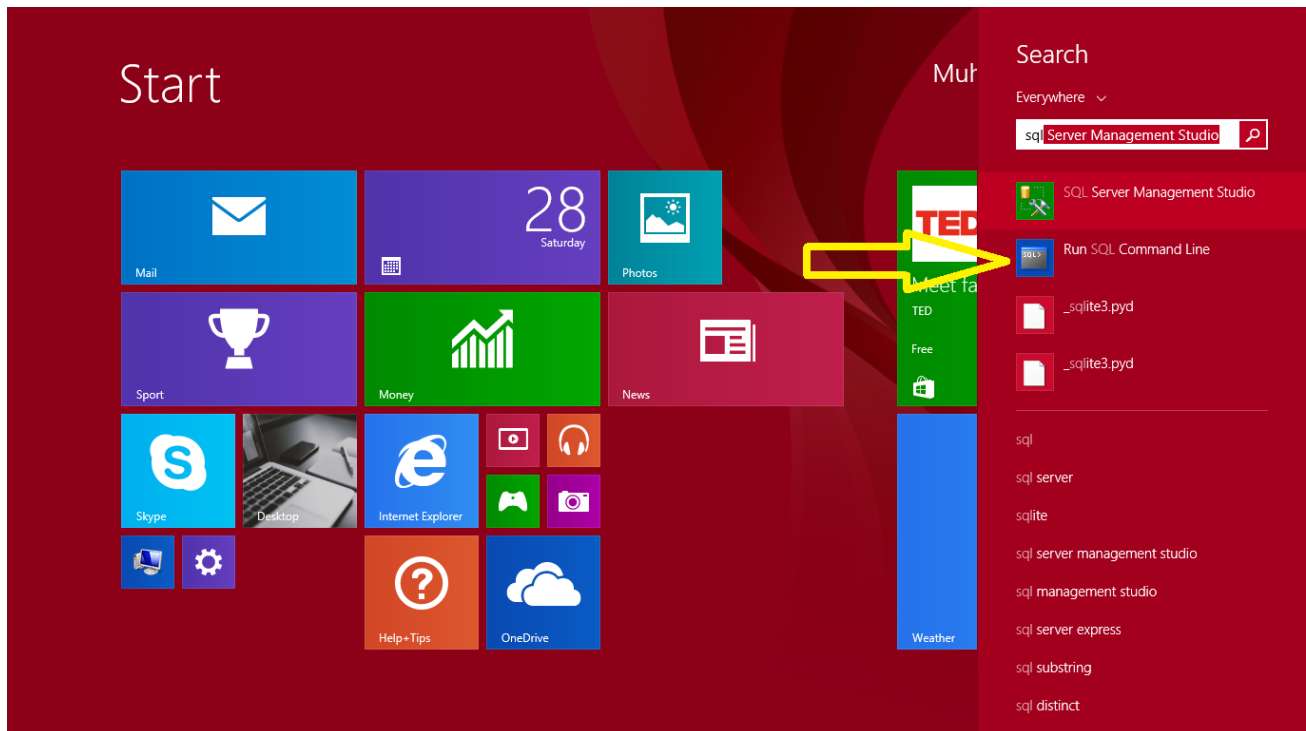 Start
Muh
Mail
28
Saturday
Photos
Sport
Money
News
TED
Meet fa
TED
Free
Skype
Desktop
Internet Explorer
Help+Tips
OneDrive
Weather
Search
Everywhere
sql Server Management Studio
SQL Server Management Studio
SQL>
Run SQL Command Line
_sqlite3.pyd
_sqlite3.pyd
sql
sql server
sqlite
sql server management studio
sql management studio
sql server express
sql substring
sql distinct